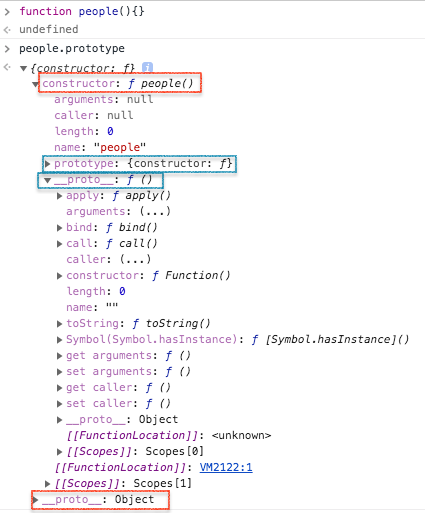 function people(){}
undefined
people.prototype
{constructor: ƒ} i
constructor: ƒ people()
arguments: null
caller: null
length: 0
name: "people"
prototype: {constructor: ƒ}
__proto__: ƒ ()
apply: ƒ apply()
arguments: (...)
bind: ƒ bind()
call: ƒ call()
caller: (...)
constructor: ƒ Function()
length: 0
name: ""
toString: ƒ toString()
Symbol(Symbol.hasInstance): ƒ [Symbol.hasInstance]()
get arguments: ƒ ()
set arguments: ƒ ()
get caller: ƒ ()
set caller: ƒ ()
__proto__: Object
[[FunctionLocation]]: <unknown>
[[Scopes]]: Scopes[0]
[[FunctionLocation]]: VM2122:1
[[Scopes]]: Scopes[1]
__proto__: Object